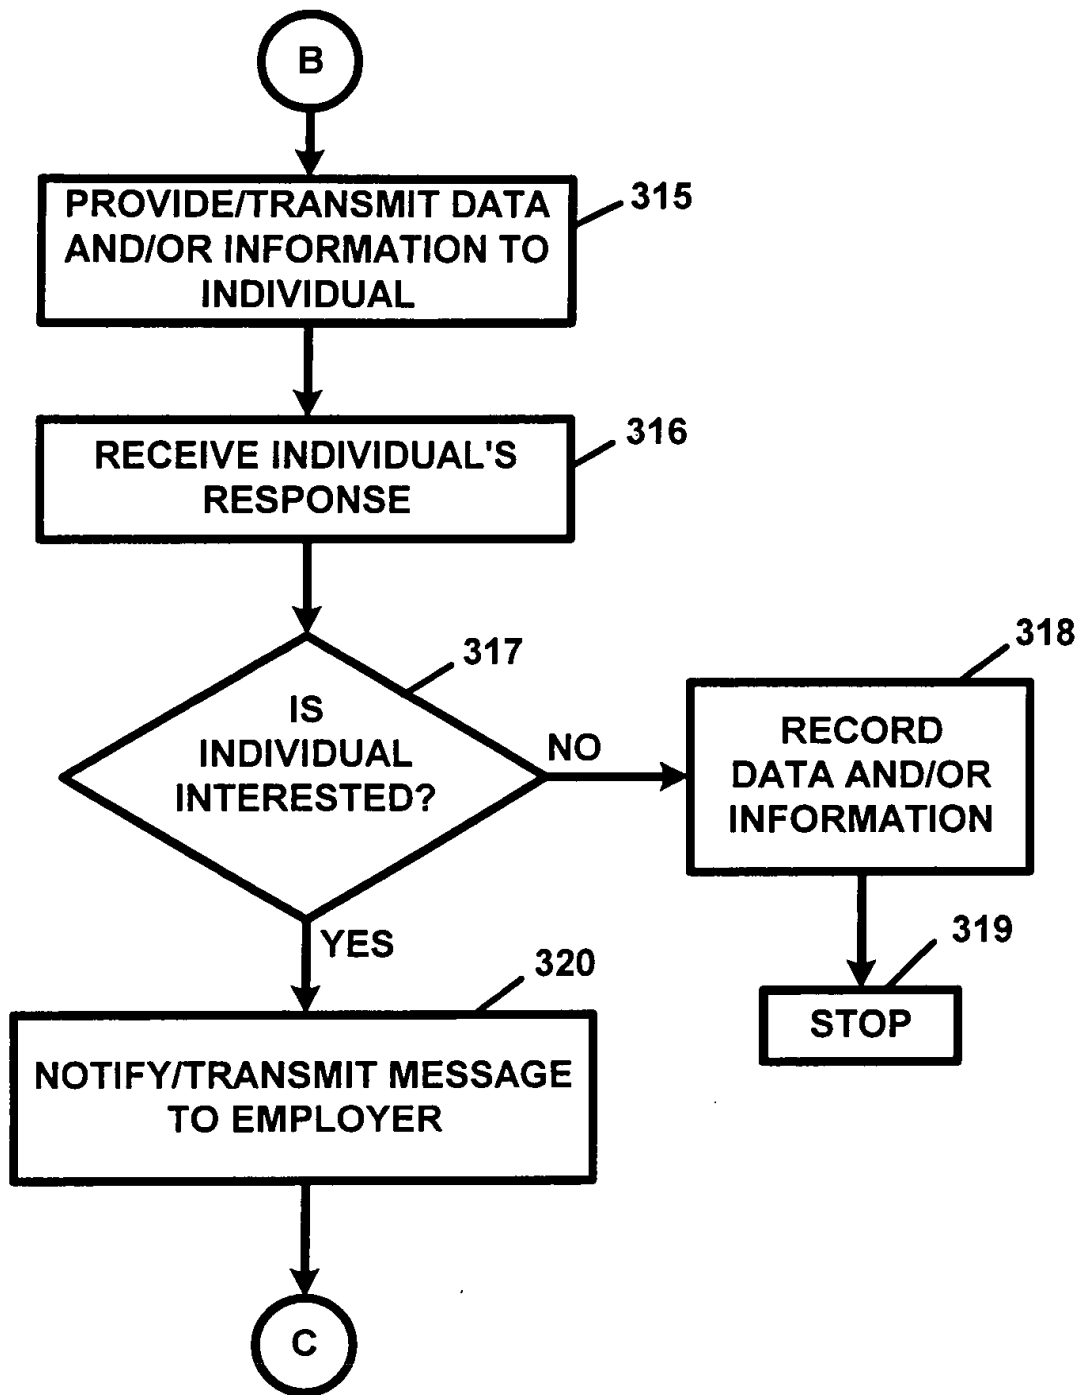 B
PROVIDE/TRANSMIT DATA
AND/OR INFORMATION TO
INDIVIDUAL
315
RECEIVE INDIVIDUAL'S
RESPONSE
316
IS
INDIVIDUAL
INTERESTED?
317
NO
RECORD
DATA AND/OR
INFORMATION
318
STOP
319
YES
NOTIFY/TRANSMIT MESSAGE
TO EMPLOYER
320
C